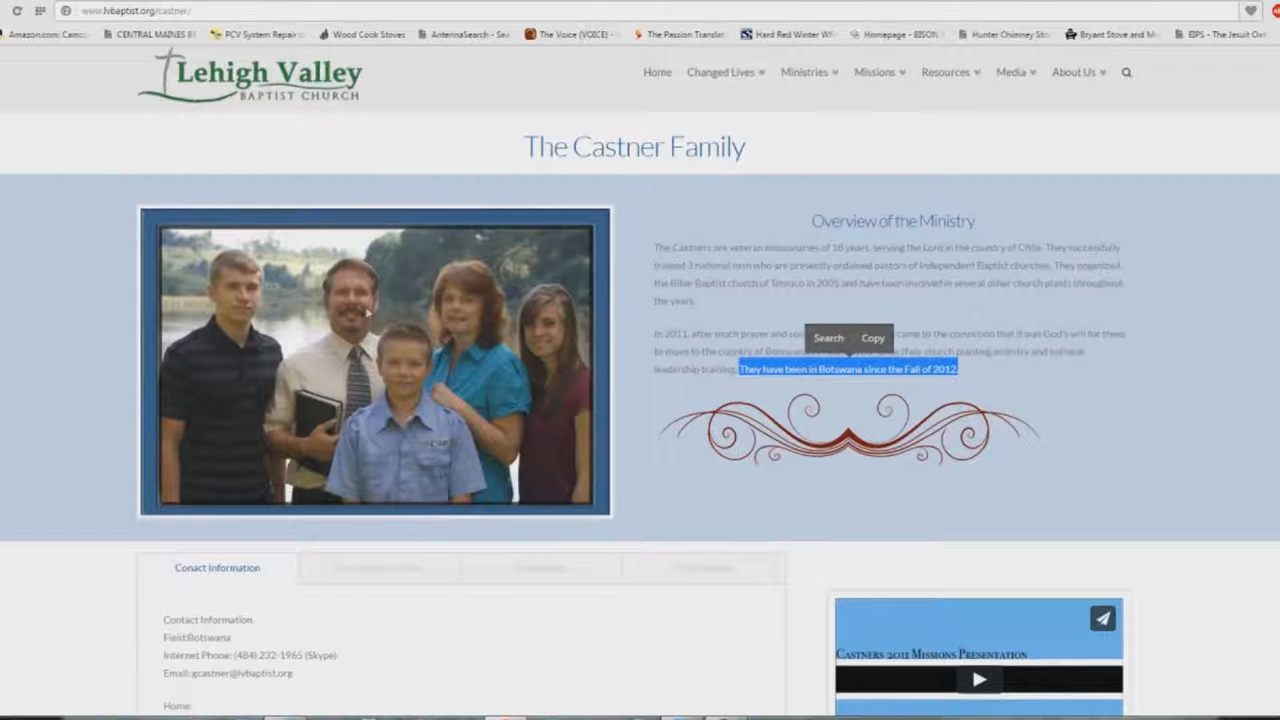 www.lvbaptist.org/castner/
Amazon.com: Camc CENTRAL MAINES B PCV System Repair Wood Cook Stoves AntennaSearch - Sea The Voice (VOICE) - The Passion Translat Hard Red Winter Wh Homepage - EISON Hunter Chimney Sto Bryant Stove and Mu EIPS - The Jesuit O
Lehigh Valley
BAPTIST CHURCH
Home Changed Lives Ministries Missions Resources Media About Us
The Castner Family
Overview of the Ministry
The Castners are veteran missionaries of 18 years, serving the Lord in the country of Chile. They successfully
trained 3 national men who are presently ordained pastors of Independent Baptist churches. They organized
the Bible Baptist church of Temuco in 2005 and have been involved in several other church plants throughout
the years.
Search Copy
In 2011, after much prayer and came to the conviction that it was God's will for them
to move to the country of Botswana their church planting ministry and national
leadership training. They have been in Botswana since the Fall of 2012.
Conact Information
Contact Information
Field:Botswana
Internet Phone: (484) 232-1965 (Skype)
Email: gcastner@lvbaptist.org
Home:
Castners 2011 Missions Presentation